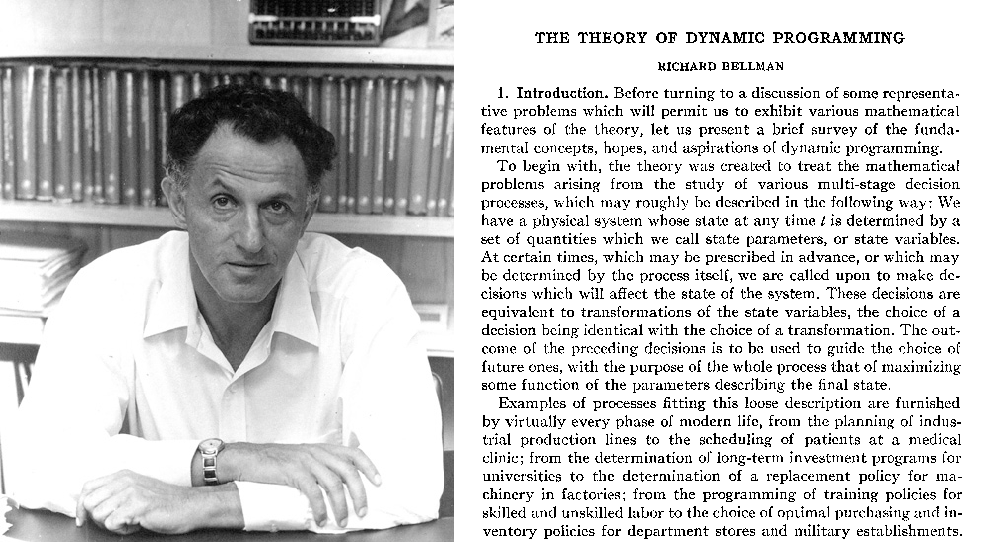 THE THEORY OF DYNAMIC PROGRAMMING
RICHARD BELLMAN
1. Introduction. Before turning to a discussion of some representa-
tive problems which will permit us to exhibit various mathematical
features of the theory, let us present a brief survey of the funda-
mental concepts, hopes, and aspirations of dynamic programming.
To begin with, the theory was created to treat the mathematical
problems arising from the study of various multi-stage decision
processes, which may roughly be described in the following way: We
have a physical system whose state at any time t is determined by a
set of quantities which we call state parameters, or state variables.
At certain times, which may be prescribed in advance, or which may
be determined by the process itself, we are called upon to make de-
cisions which will affect the state of the system. These decisions are
equivalent to transformations of the state variables, the choice of a
decision being identical with the choice of a transformation. The out-
come of the preceding decisions is to be used to guide the choice of
future ones, with the purpose of the whole process that of maximizing
some function of the parameters describing the final state.
Examples of processes fitting this loose description are furnished
by virtually every phase of modern life, from the planning of indus-
trial production lines to the scheduling of patients at a medical
clinic; from the determination of long-term investment programs for
universities to the determination of a replacement policy for ma-
chinery in factories; from the programming of training policies for
skilled and unskilled labor to the choice of optimal purchasing and in-
ventory policies for department stores and military establishments.